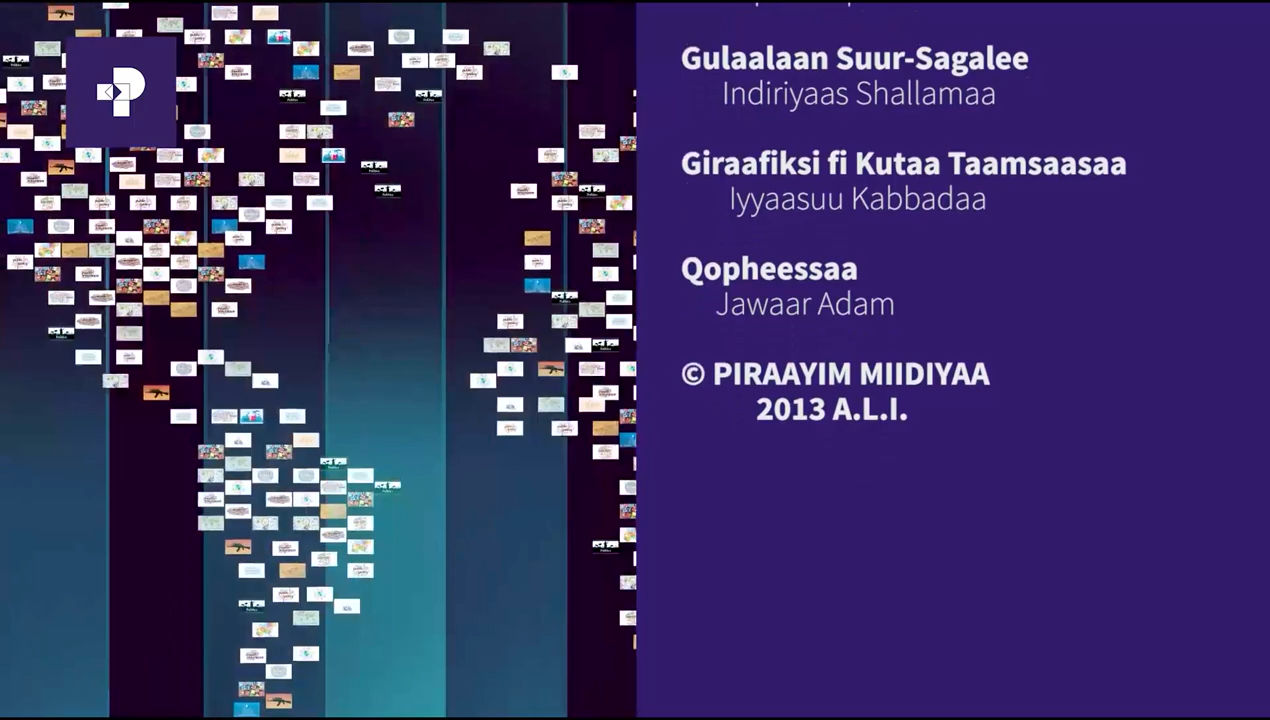 Gulaalaan Suur-Sagalee
Indiriyaas Shallamaa
Giraafiksi fi Kutaa Taamsaasaa
Iyyaasuu Kabbadaa
Qopheessaa
Jawaar Adam
© PIRAAYIM MIIDIYAA
2013 A.L.I.